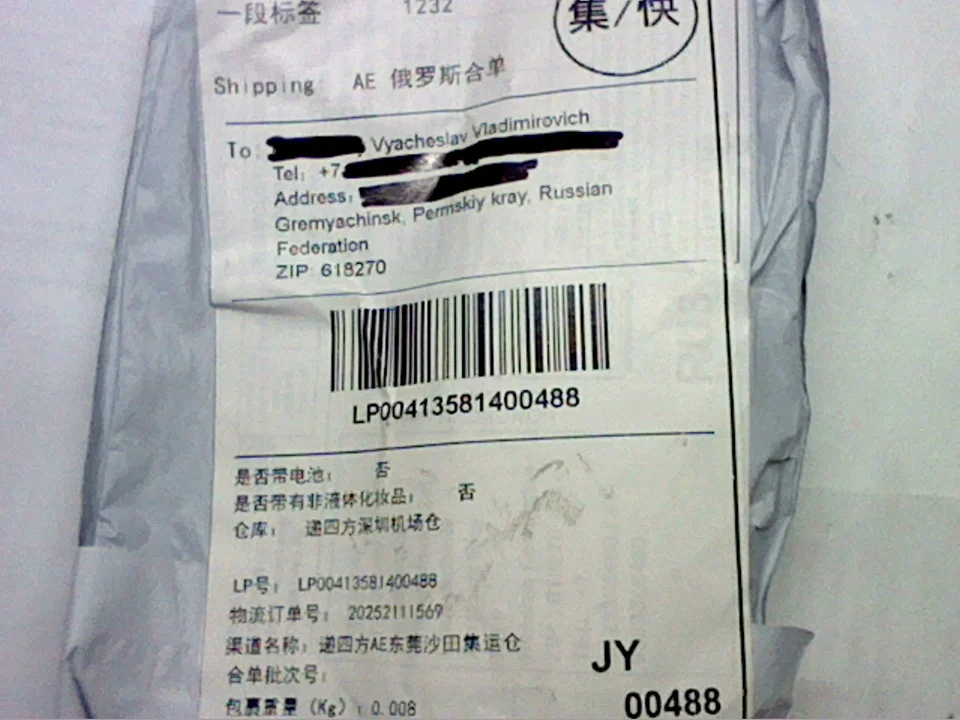 一段标签 1232
集/快
Shipping: AE 俄罗斯合单
To: , Vyacheslav Vladimirovich
Tel: +7
Address:
Gremyachinsk, Permskiy kray, Russian
Federation
ZIP: 618270
LP00413581400488
是否带电池: 否
是否带有非液体化妆品: 否
仓库: 递四方深圳机场仓
LP号: LP00413581400488
物流订单号: 20252111569
渠道名称: 递四方AE东莞沙田集运仓
合单批次号:
JY
包裹质量 (Kg) : 0.008
00488